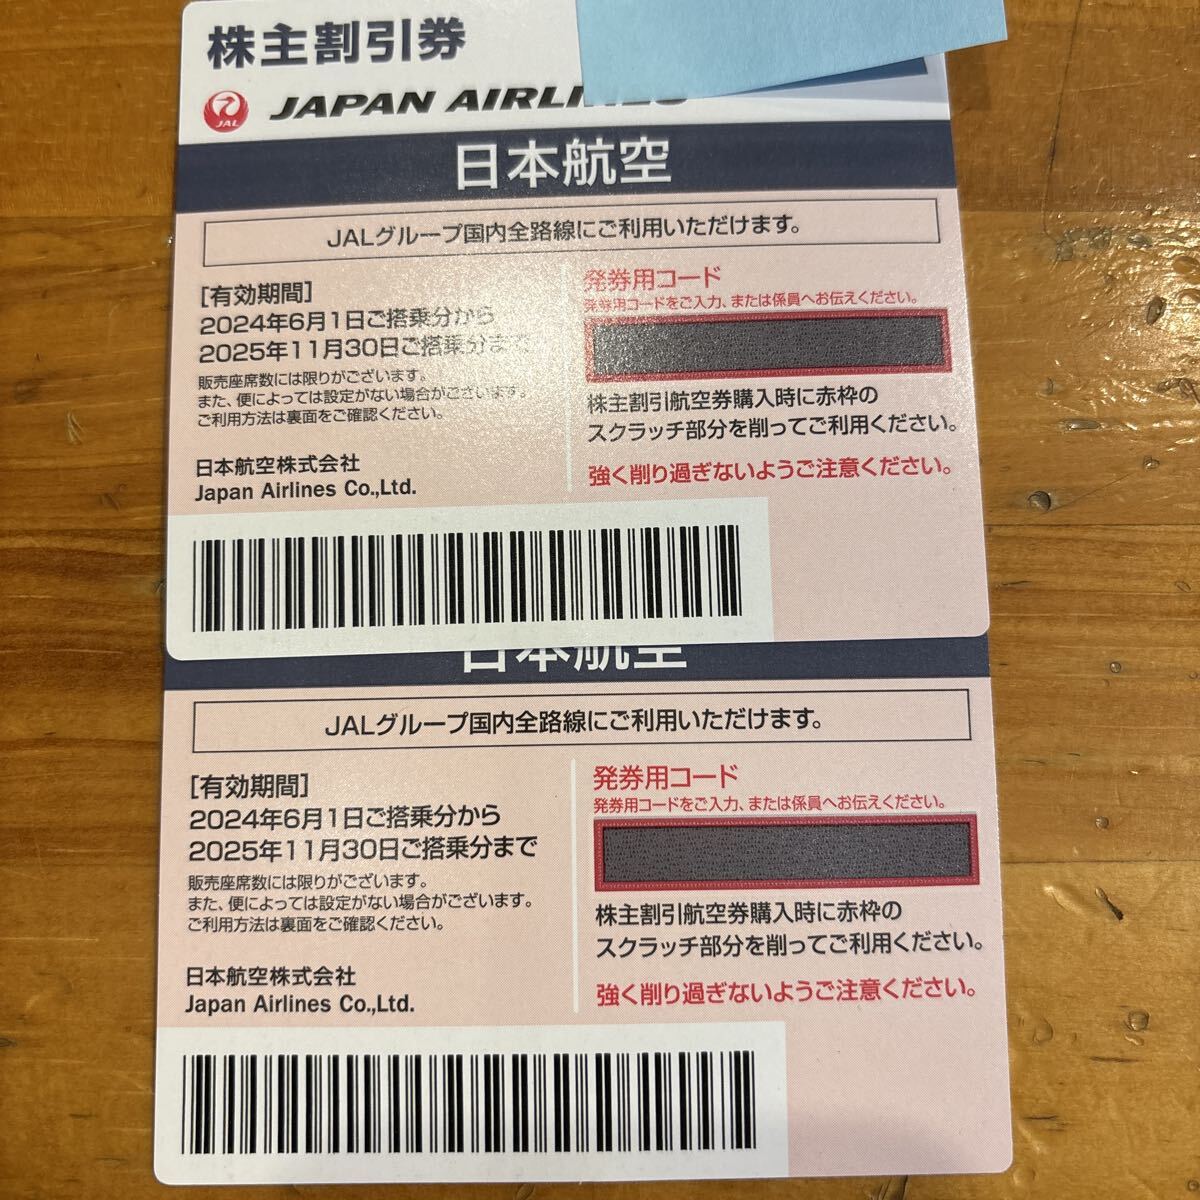 株主割引券
JAL JAPAN AIRLINES
日本航空
JALグループ国内全路線にご利用いただけます。
[有効期間]
2024年6月1日ご搭乗分から
2025年11月30日ご搭乗分まで
販売座席数には限りがございます。
また、便によっては設定がない場合がございます。
ご利用方法は裏面をご確認ください。
日本航空株式会社
Japan Airlines Co.,Ltd.
発券用コード
発券用コードをご入力、または係員へお伝えください。
株主割引航空券購入時に赤枠の
スクラッチ部分を削ってご利用ください。
強く削り過ぎないようご注意ください。
日本航空
JALグループ国内全路線にご利用いただけます。
[有効期間]
2024年6月1日ご搭乗分から
2025年11月30日ご搭乗分まで
販売座席数には限りがございます。
また、便によっては設定がない場合がございます。
ご利用方法は裏面をご確認ください。
日本航空株式会社
Japan Airlines Co.,Ltd.
発券用コード
発券用コードをご入力、または係員へお伝えください。
株主割引航空券購入時に赤枠の
スクラッチ部分を削ってご利用ください。
強く削り過ぎないようご注意ください。